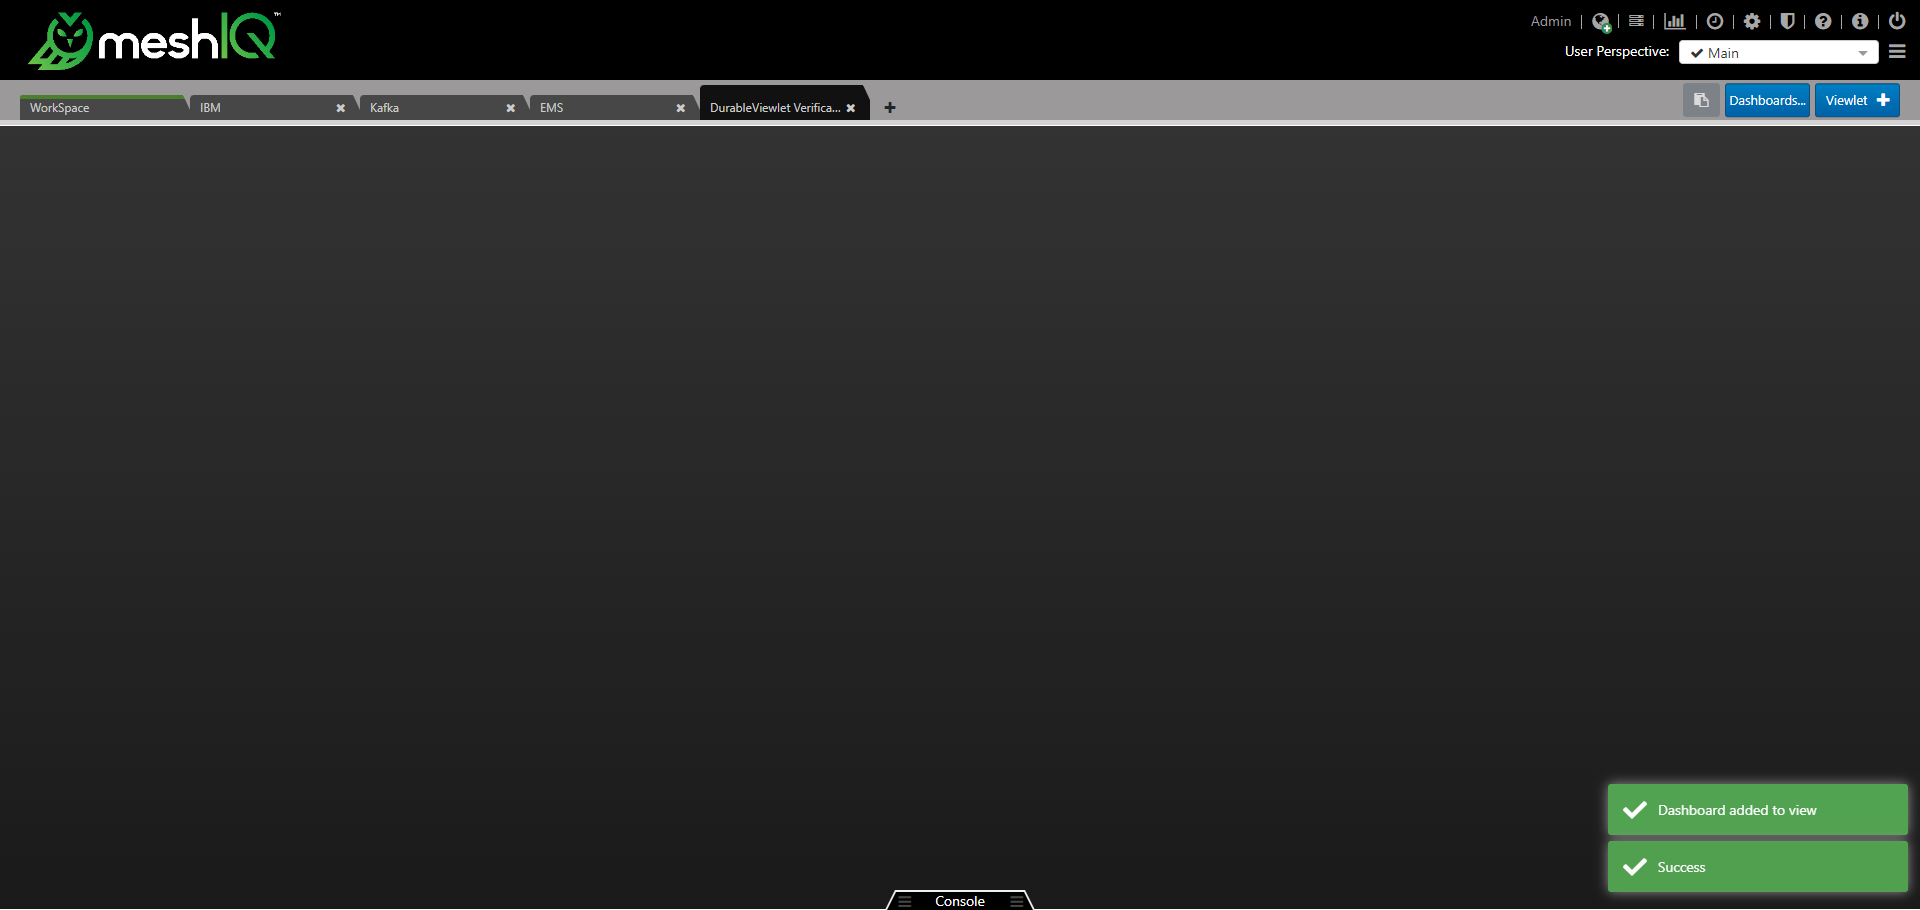 meshIQ™
Admin
User Perspective:
Main
WorkSpace
IBM
Kafka
EMS
DurableViewlet Verifica...
Dashboards...
Viewlet
Dashboard added to view
Success
Console